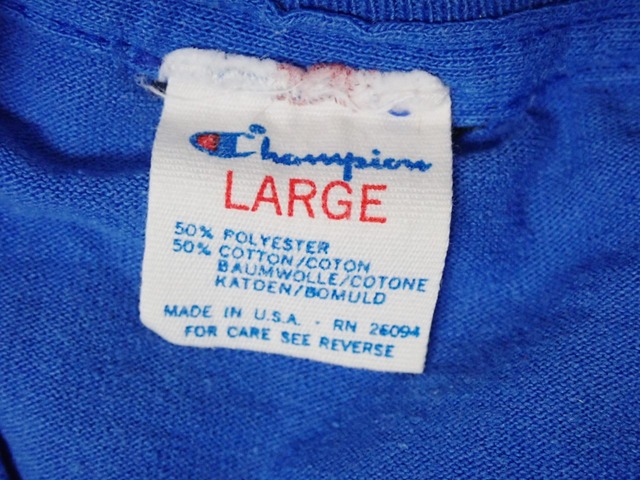 Champion
LARGE
50% POLYESTER
50% COTTON/COTON
BAUMWOLLE/COTONE
KATOEN/BOMULD
MADE IN U.S.A. - RN 26094
FOR CARE SEE REVERSE